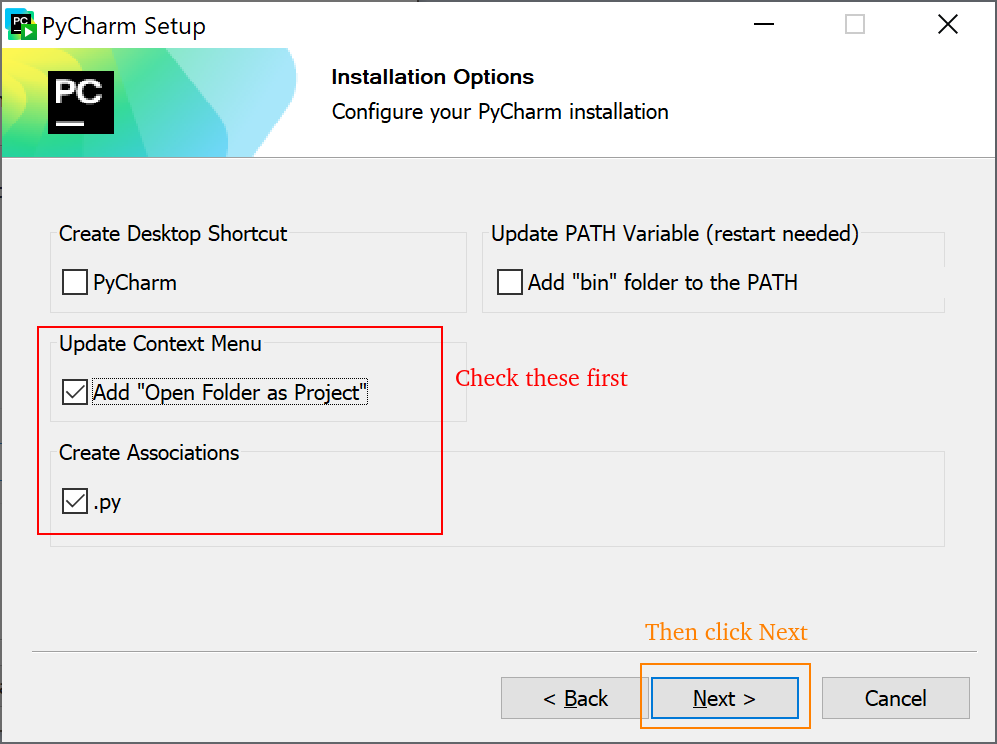 PyCharm Setup
PC
Installation Options
Configure your PyCharm installation
Create Desktop Shortcut
PyCharm
Update PATH Variable (restart needed)
Add "bin" folder to the PATH
Update Context Menu
Add "Open Folder as Project"
Check these first
Create Associations
.py
Then click Next
< Back
Next >
Cancel